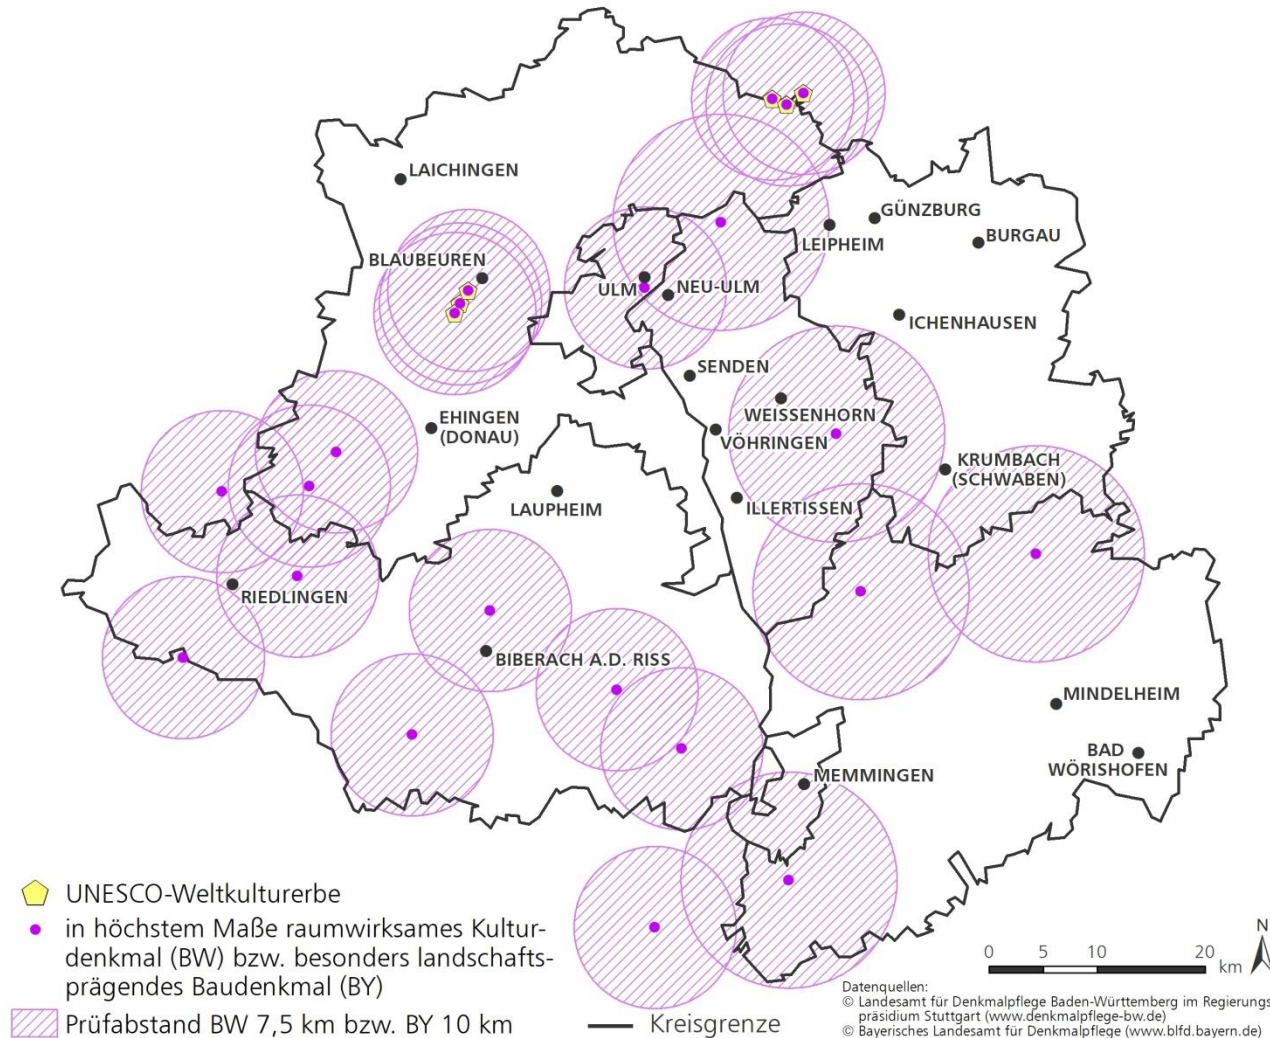 LAICHINGEN
GÜNZBURG
LEIPHEIM
BURGAU
BLAUBEUREN
ULM
NEU-ULM
ICHENHAUSEN
SENDEN
WEISSENHORN
EHINGEN
(DONAU)
VÖHRINGEN
KRUMBACH
(SCHWABEN)
LAUPHEIM
ILLERTISSEN
RIEDLINGEN
BIBERACH A.D. RISS
MINDELHEIM
BAD
WÖRISHOFEN
MEMMINGEN
UNESCO-Weltkulturerbe
in höchstem Maße raumwirksames Kultur-
denkmal (BW) bzw. besonders landschafts-
prägendes Baudenkmal (BY)
Prüfabstand BW 7,5 km bzw. BY 10 km
Kreisgrenze
N
0 5 10 20
km
Datenquellen:
© Landesamt für Denkmalpflege Baden-Württemberg im Regierungs
präsidium Stuttgart (www.denkmalpflege-bw.de)
© Bayerisches Landesamt für Denkmalpflege (www.blfd.bayern.de)